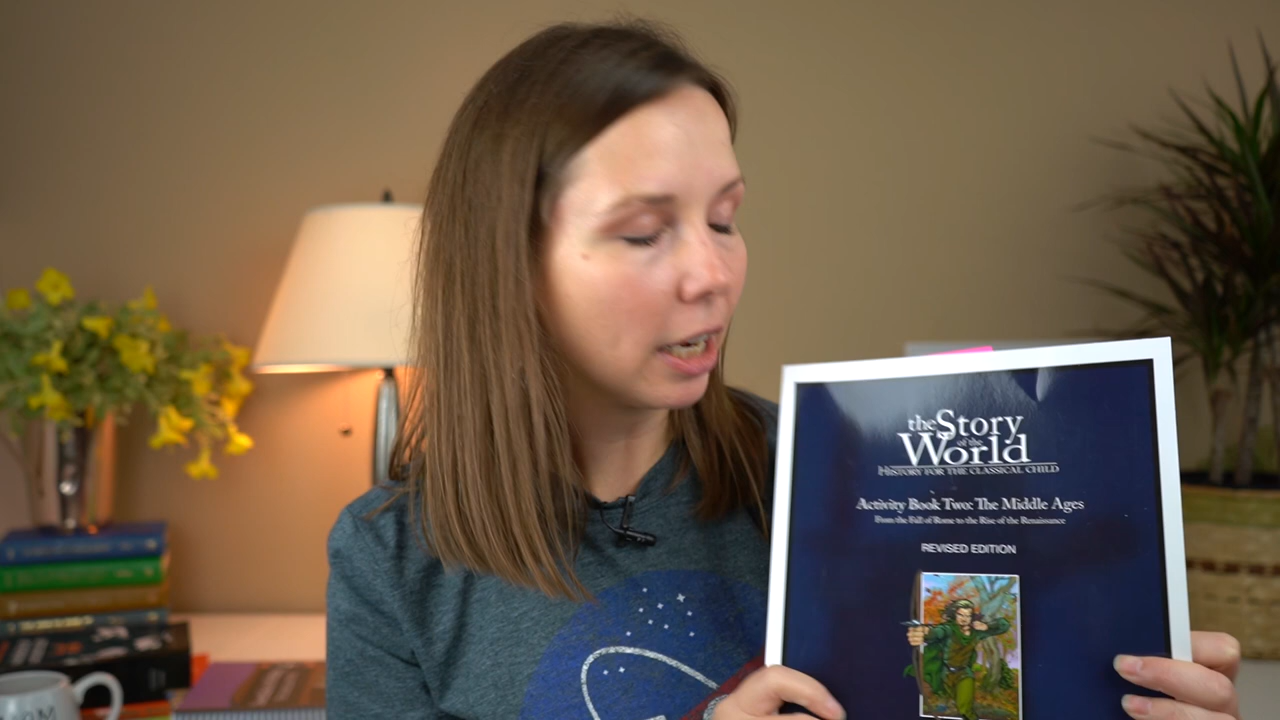 the Story
of the
World
HISTORY FOR THE CLASSICAL CHILD
Activity Book Two: The Middle Ages
From the Fall of Rome to the Rise of the Renaissance
REVISED EDITION